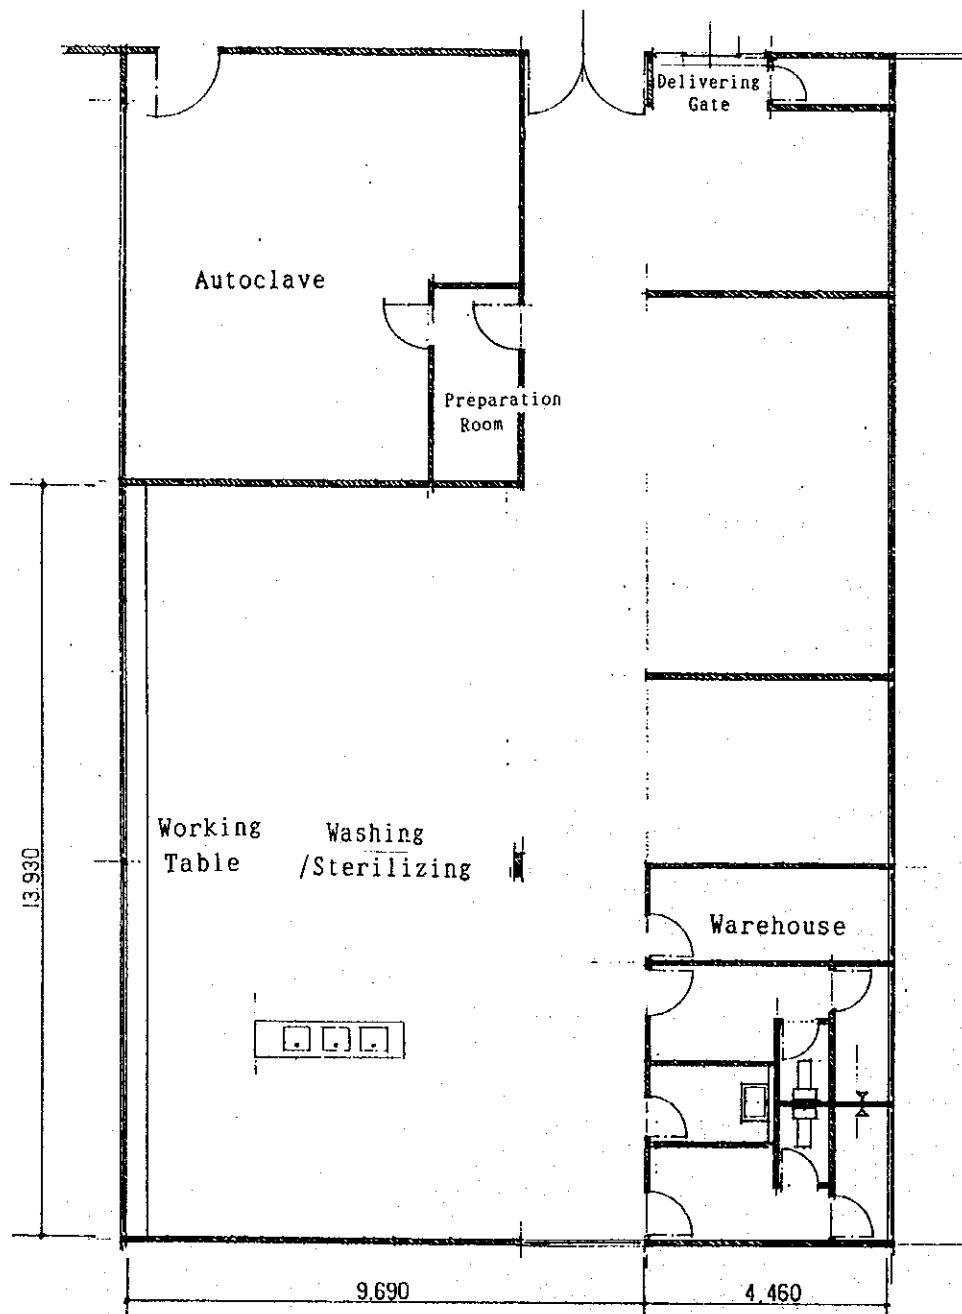 Delivering
Gate
Autoclave
Preparation
Room
Working
Table
Washing
/Sterilizing
Warehouse
13.930
9.690
4.460